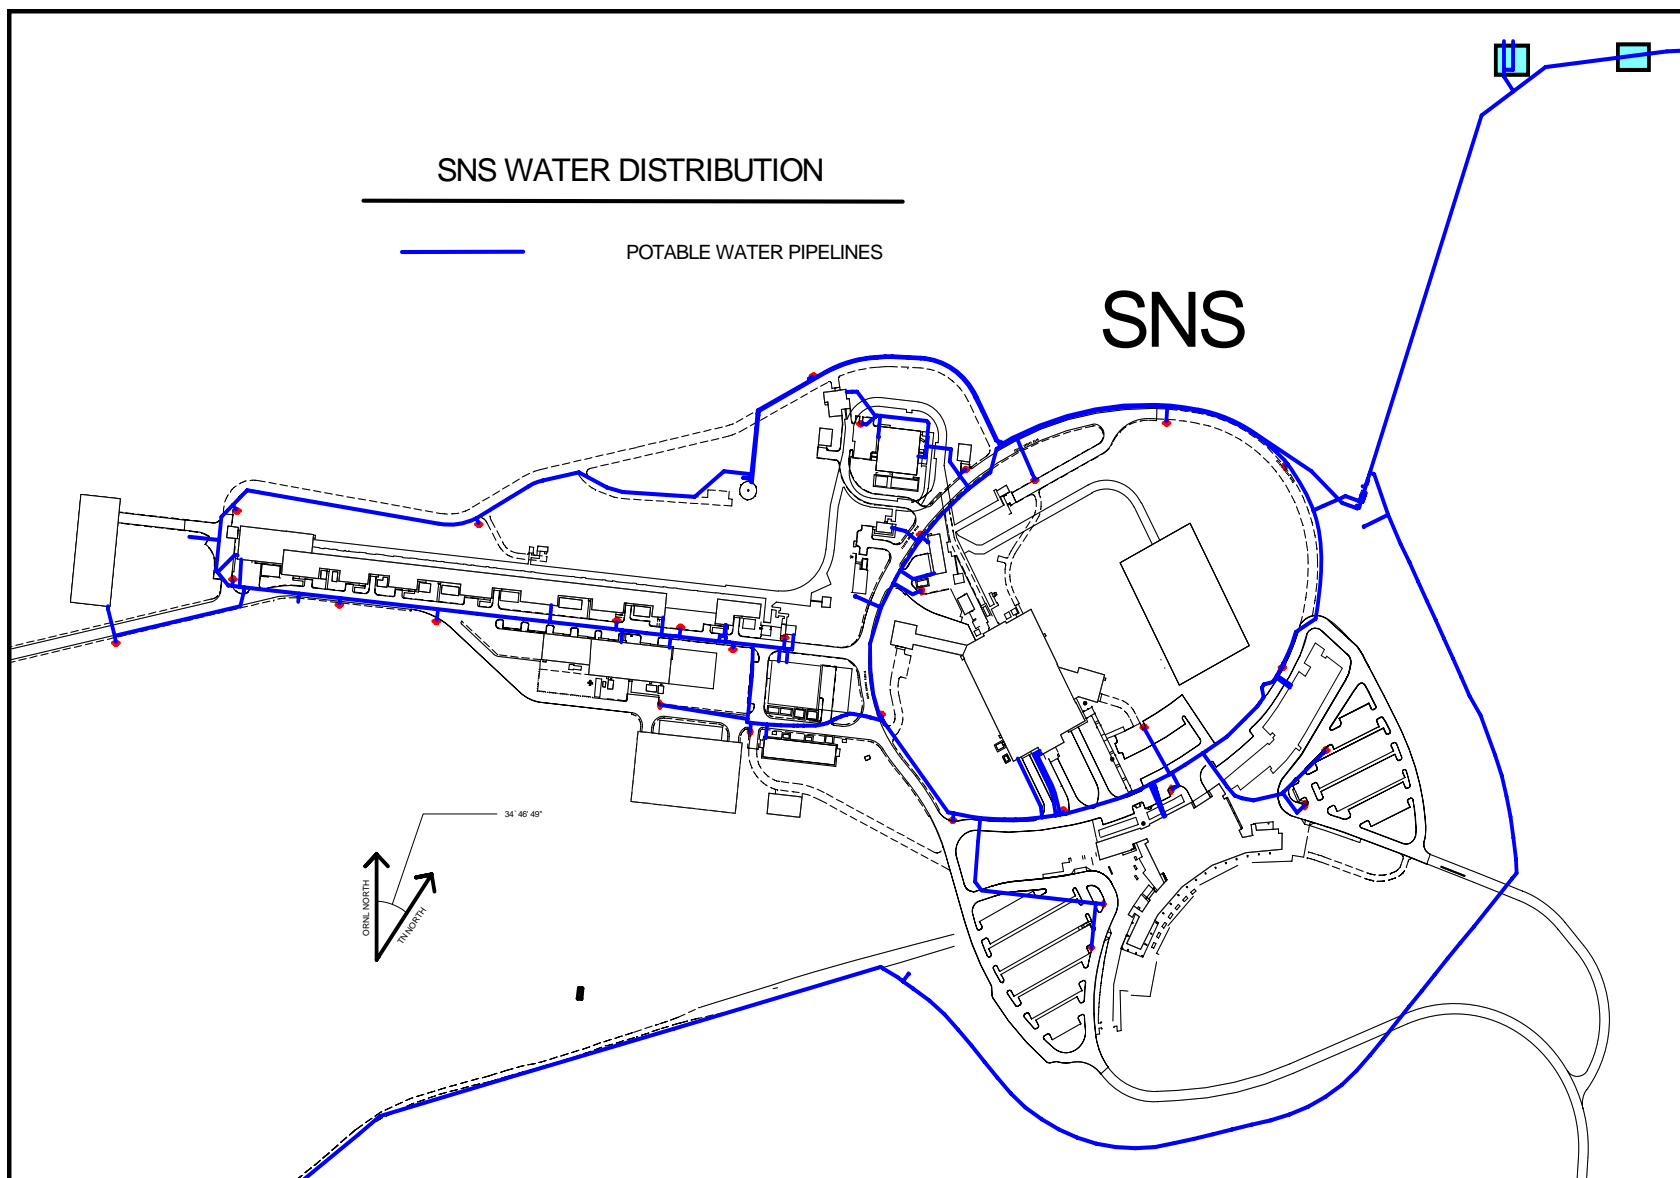 SNS WATER DISTRIBUTION
POTABLE WATER PIPELINES
SNS
34° 46' 49"
ORNL NORTH
TN NORTH